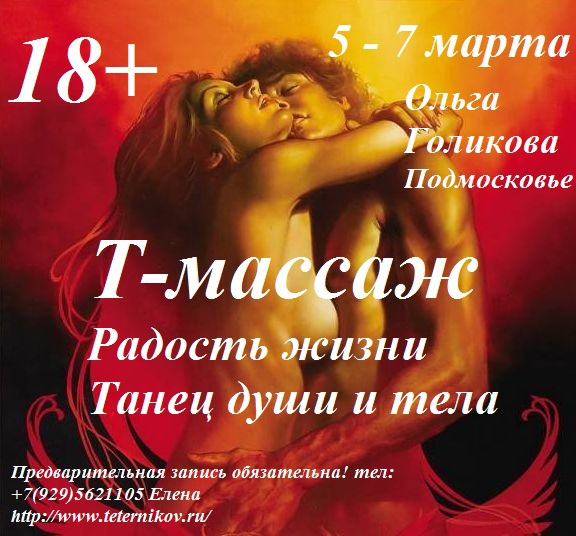 18+
5 - 7 марта
Ольга
Голикова
Подмосковье
Т-массаж
Радость жизни
Танец души и тела
Предварительная запись обязательна! тел:
+7(929)5621105 Елена
http://www.teternikov.ru/